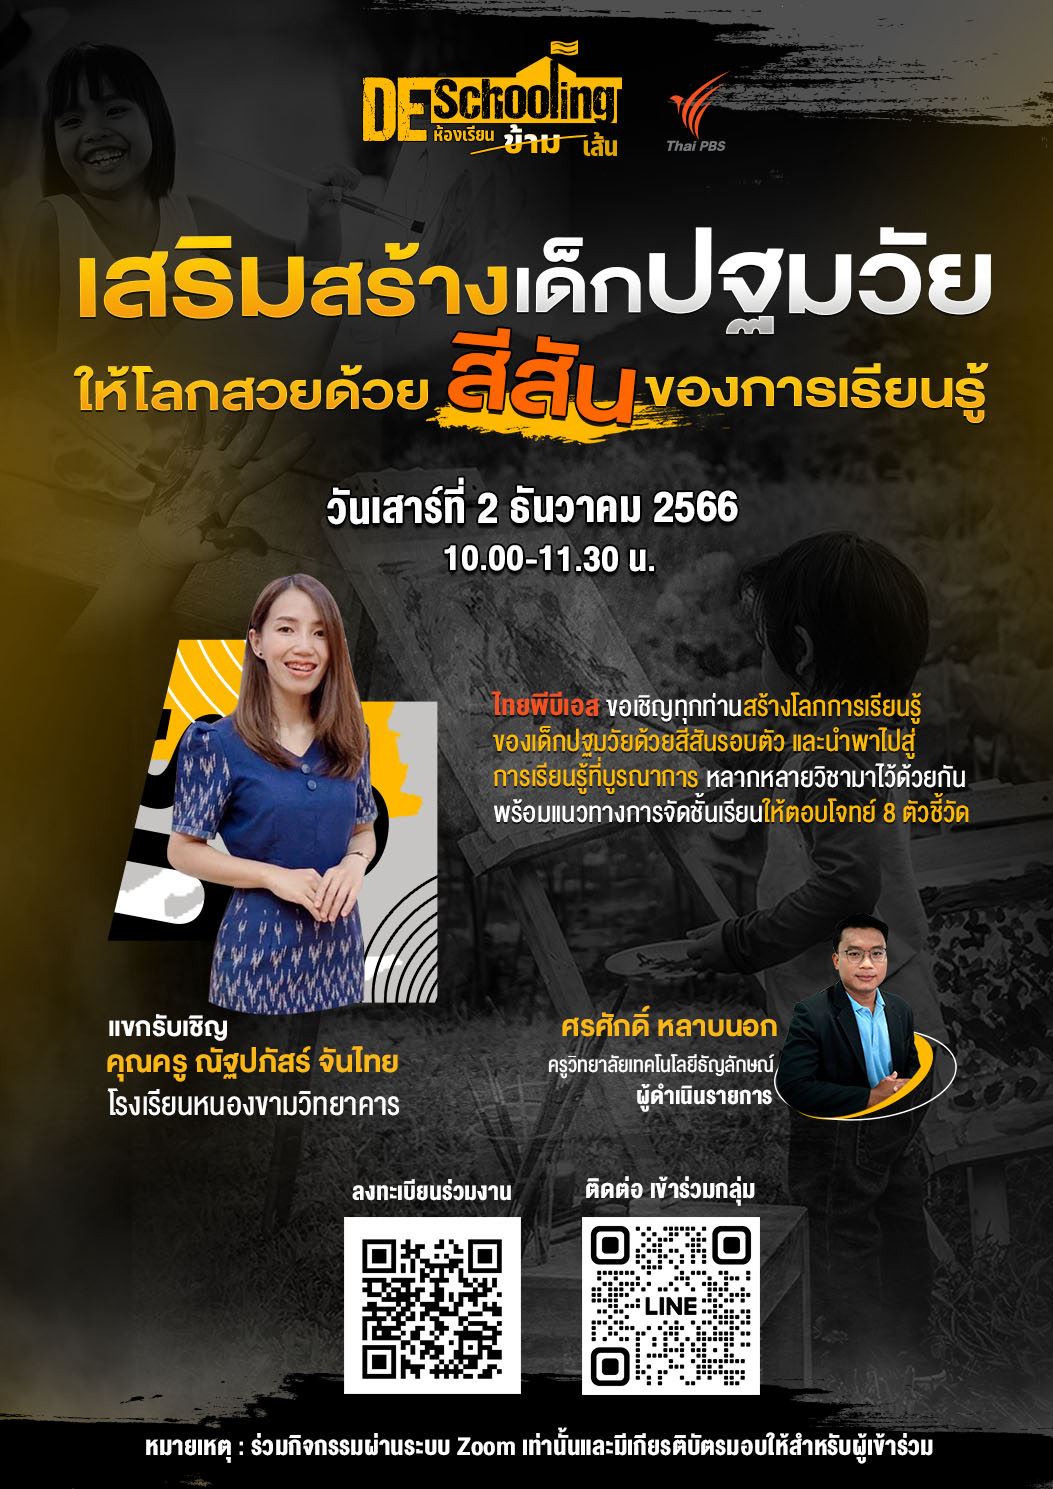 DESchooling
ห้องเรียน ข้าม เส้น
Thai PBS
เสริมสร้างเด็กปฐมวัย
ให้โลกสวยด้วย สีสัน ของการเรียนรู้
วันเสาร์ที่ 2 ธันวาคม 2566
10.00-11.30 น.
ไทยพีบีเอส ขอเชิญทุกท่านสร้างโลกการเรียนรู้
ของเด็กปฐมวัยด้วยสีสันรอบตัว และนำพาไปสู่
การเรียนรู้ที่บูรณาการ หลากหลายวิชามาไว้ด้วยกัน
พร้อมแนวทางการจัดชั้นเรียนให้ตอบโจทย์ 8 ตัวชี้วัด
แขกรับเชิญ
คุณครู ณัฐปภัสร์ จันไทย
โรงเรียนหนองขามวิทยาคาร
ศรศักดิ์ หลาบนอก
ครูวิทยาลัยเทคโนโลยีธัญลักษณ์
ผู้ดำเนินรายการ
ลงทะเบียนร่วมงาน
ติดต่อ เข้าร่วมกลุ่ม
LINE
หมายเหตุ : ร่วมกิจกรรมผ่านระบบ Zoom เท่านั้นและมีเกียรติบัตรมอบให้สำหรับผู้เข้าร่วม